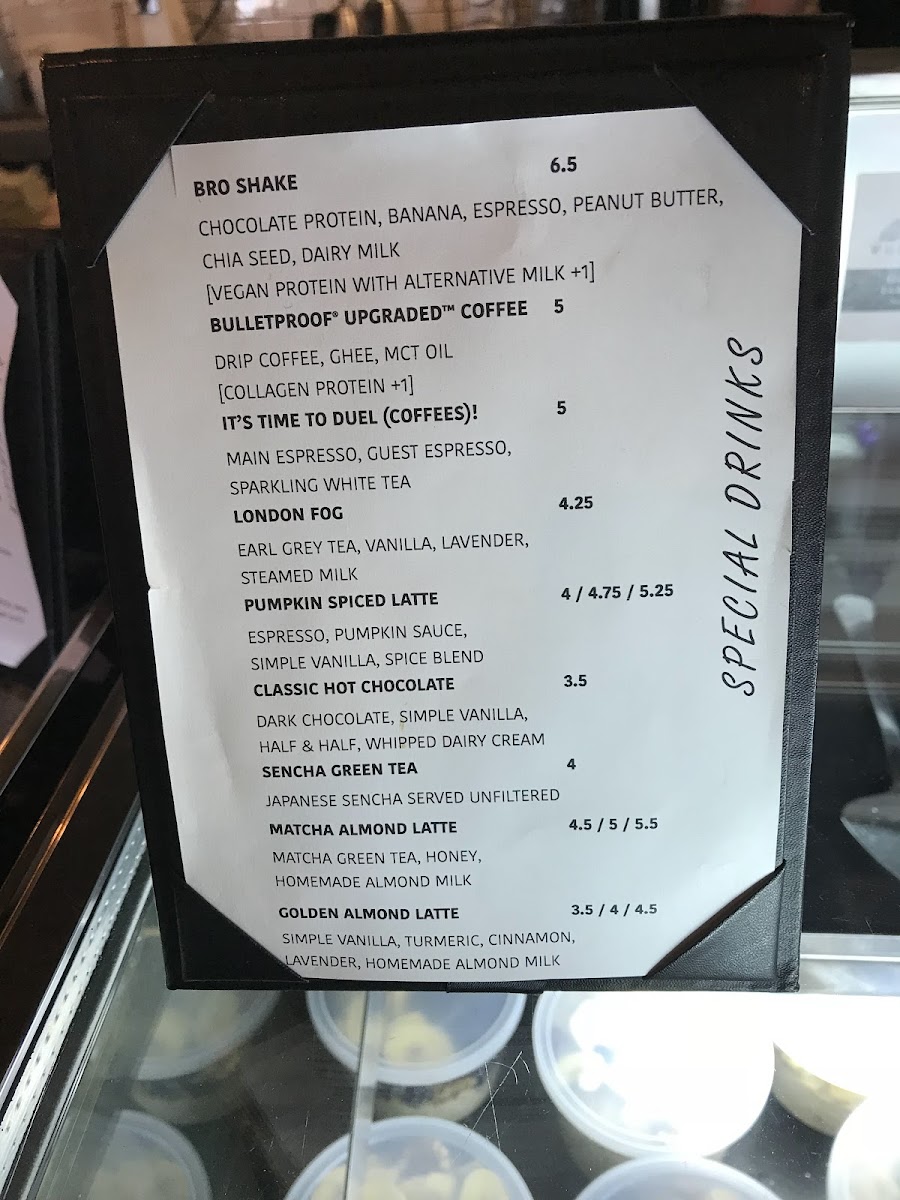 BRO SHAKE 6.5
CHOCOLATE PROTEIN, BANANA, ESPRESSO, PEANUT BUTTER,
CHIA SEED, DAIRY MILK
[VEGAN PROTEIN WITH ALTERNATIVE MILK +1]
BULLETPROOF® UPGRADED™ COFFEE 5
DRIP COFFEE, GHEE, MCT OIL
[COLLAGEN PROTEIN +1]
IT'S TIME TO DUEL (COFFEES)! 5
MAIN ESPRESSO, GUEST ESPRESSO,
SPARKLING WHITE TEA
LONDON FOG 4.25
EARL GREY TEA, VANILLA, LAVENDER,
STEAMED MILK
PUMPKIN SPICED LATTE 4 / 4.75 / 5.25
ESPRESSO, PUMPKIN SAUCE,
SIMPLE VANILLA, SPICE BLEND
CLASSIC HOT CHOCOLATE 3.5
DARK CHOCOLATE, SIMPLE VANILLA,
HALF & HALF, WHIPPED DAIRY CREAM
SENCHA GREEN TEA 4
JAPANESE SENCHA SERVED UNFILTERED
MATCHA ALMOND LATTE 4.5 / 5 / 5.5
MATCHA GREEN TEA, HONEY,
HOMEMADE ALMOND MILK
GOLDEN ALMOND LATTE 3.5 / 4 / 4.5
SIMPLE VANILLA, TURMERIC, CINNAMON,
LAVENDER, HOMEMADE ALMOND MILK
SPECIAL DRINKS